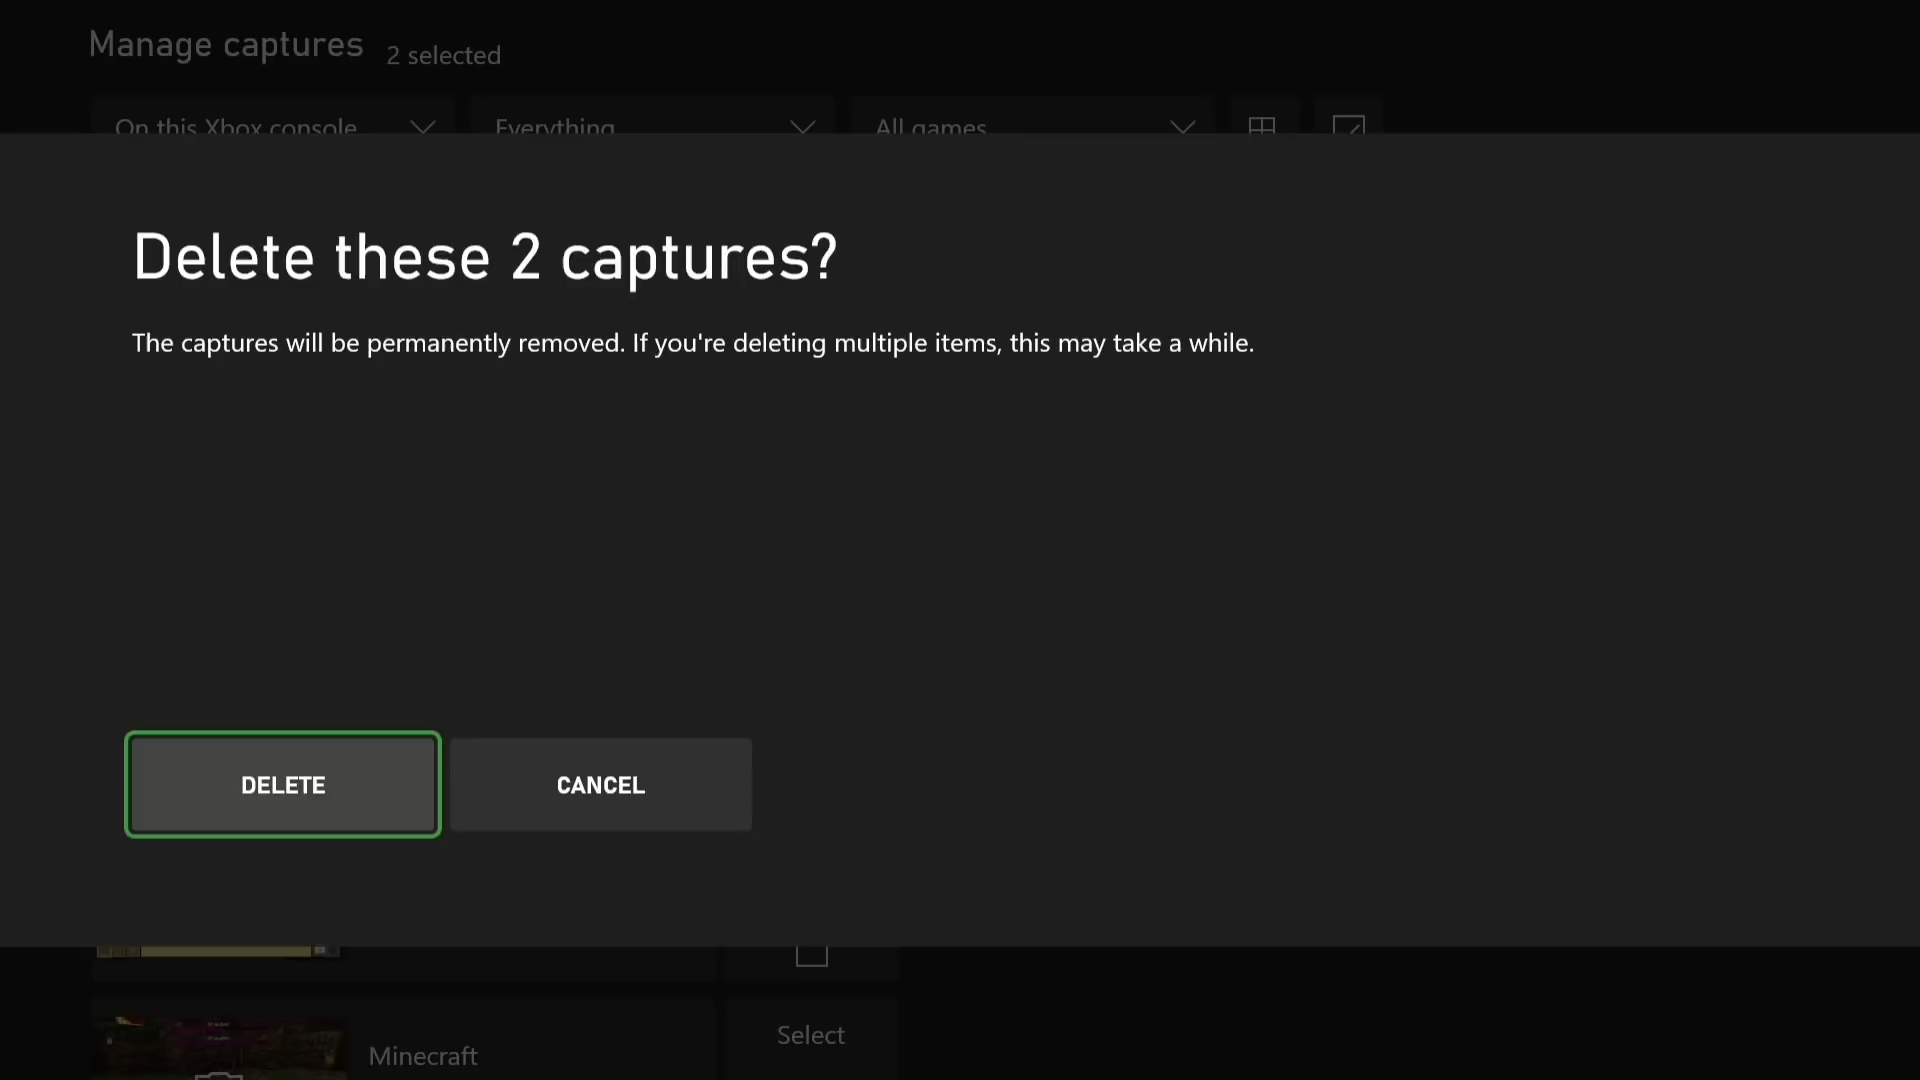 Manage captures 2 selected
On this Xbox console Everything All games
Delete these 2 captures?
The captures will be permanently removed. If you're deleting multiple items, this may take a while.
DELETE CANCEL
Select
Minecraft